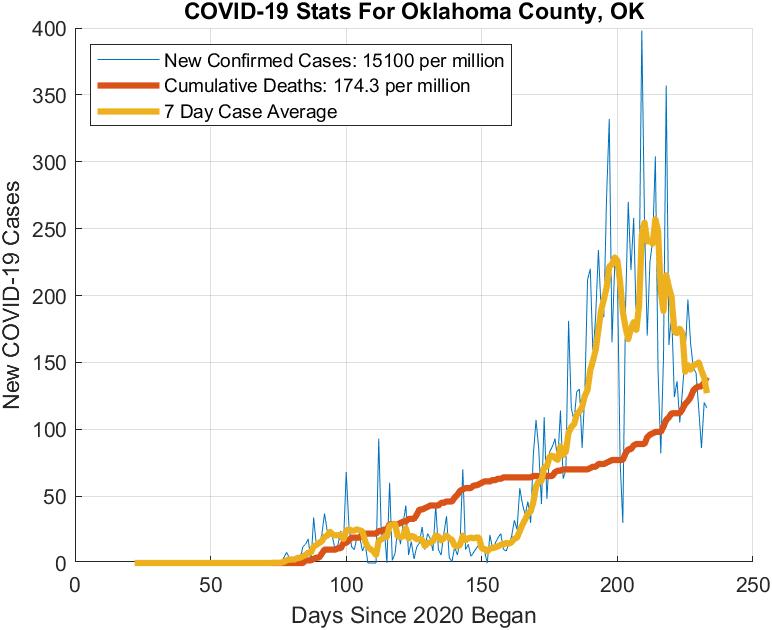 COVID-19 Stats For Oklahoma County, OK
New Confirmed Cases: 15100 per million
Cumulative Deaths: 174.3 per million
7 Day Case Average
New COVID-19 Cases
400
350
300
250
200
150
100
50
0
0 50 100 150 200 250
Days Since 2020 Began